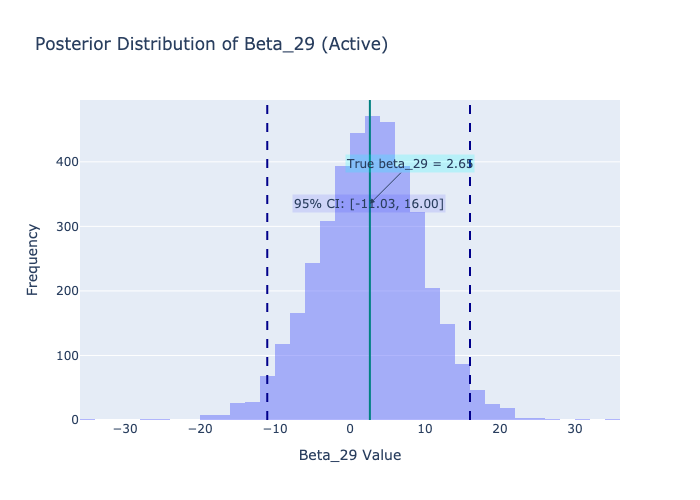 Posterior Distribution of Beta_29 (Active)
400
300
200
100
0
Frequency
True beta_29 = 2.65
95% CI: [-11.03, 16.00]
−30
−20
−10
0
10
20
30
Beta_29 Value